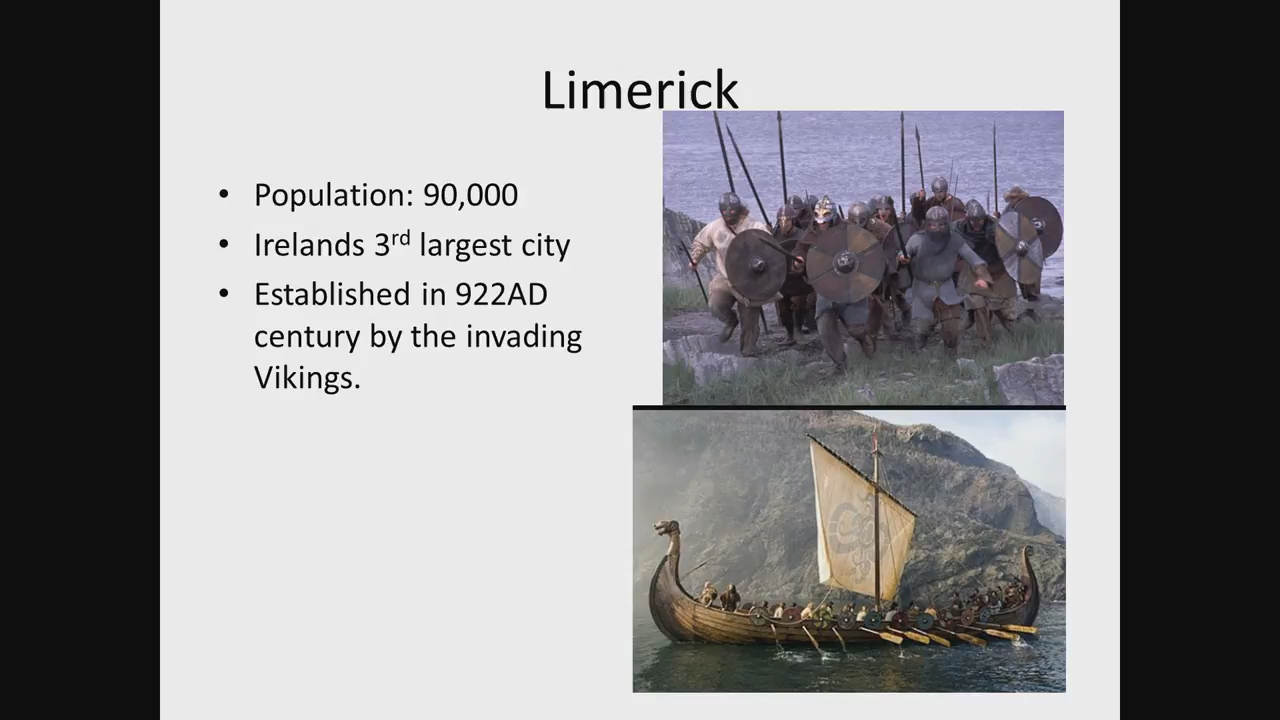 Limerick
• Population: 90,000
• Irelands 3rd largest city
• Established in 922AD
century by the invading
Vikings.